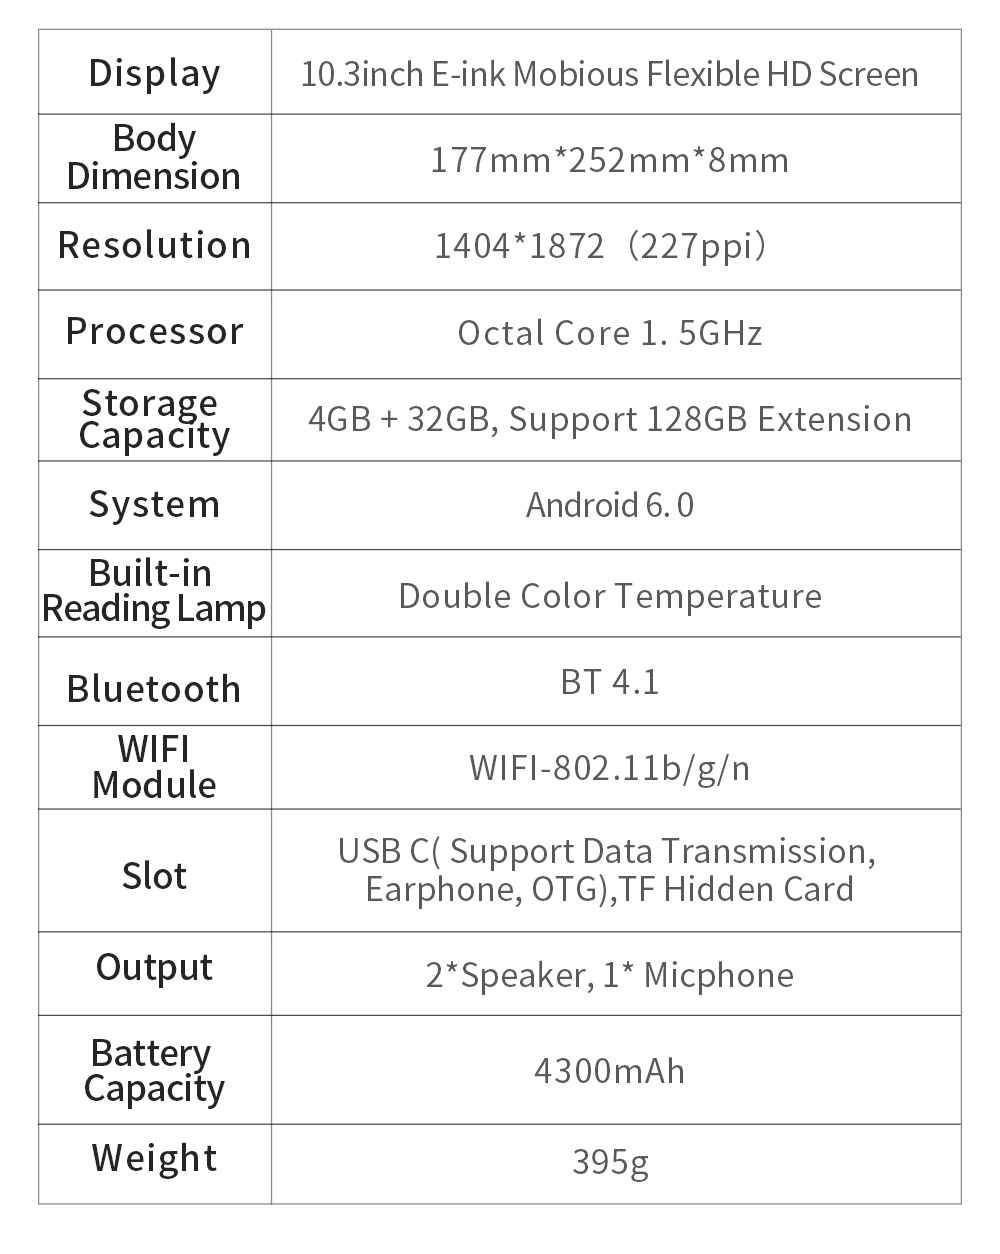 Display
10.3inch E-ink Mobious Flexible HD Screen
Body
Dimension
177mm*252mm*8mm
Resolution
1404*1872（227ppi）
Processor
Octal Core 1. 5GHz
Storage
Capacity
4GB + 32GB, Support 128GB Extension
System
Android 6. 0
Built-in
Reading Lamp
Double Color Temperature
Bluetooth
BT 4.1
WIFI
Module
WIFI-802.11b/g/n
Slot
USB C( Support Data Transmission,
Earphone, OTG),TF Hidden Card
Output
2*Speaker, 1* Micphone
Battery
Capacity
4300mAh
Weight
395g